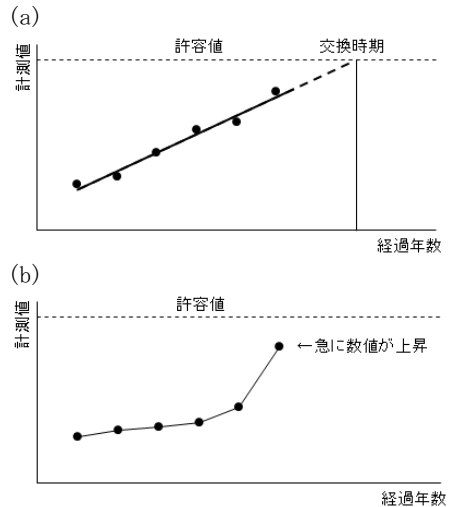 (a)
許容値
交換時期
計測値
経過年数
(b)
許容値
計測値
←急に数値が上昇
経過年数